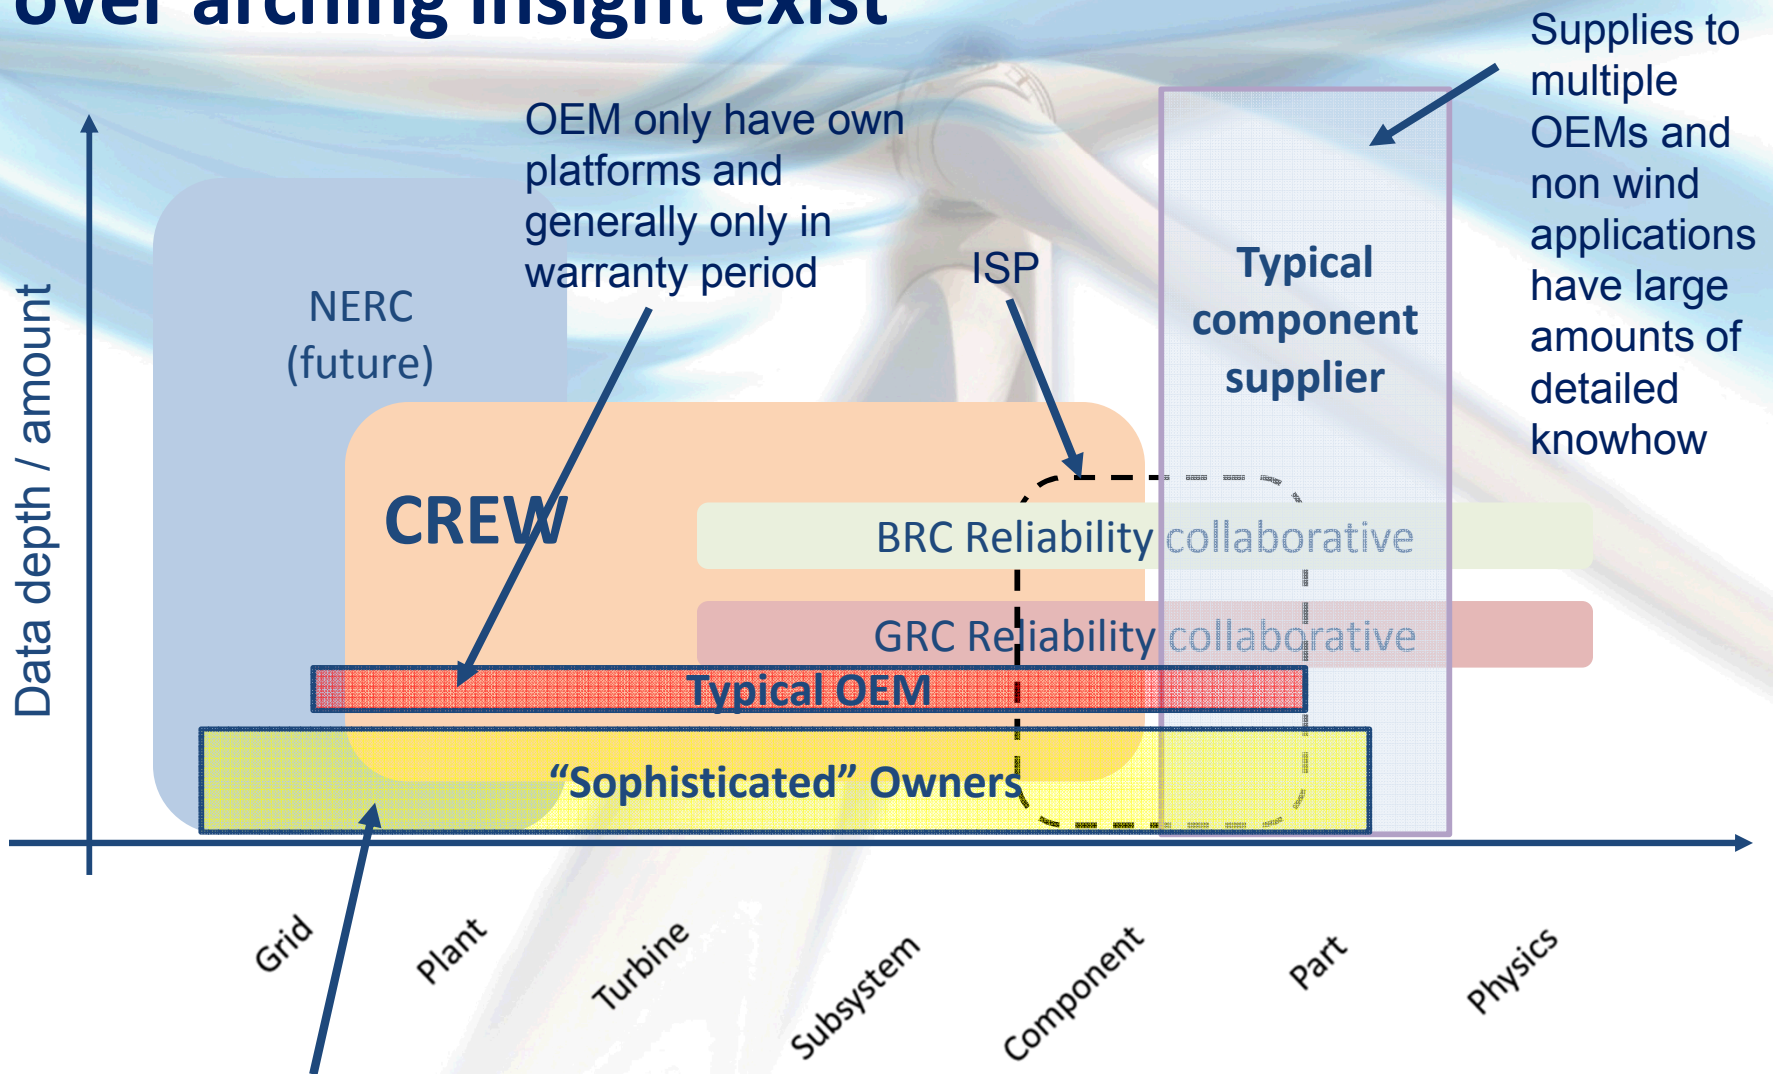 over arching insight exist
OEM only have own
platforms and
generally only in
warranty period
ISP
Supplies to
multiple
OEMs and
non wind
applications
have large
amounts of
detailed
knowhow
Data depth / amount
NERC
(future)
Typical
component
supplier
CREW
BRC Reliability collaborative
GRC Reliability collaborative
Typical OEM
“Sophisticated” Owners
Grid
Plant
Turbine
Subsystem
Component
Part
Physics